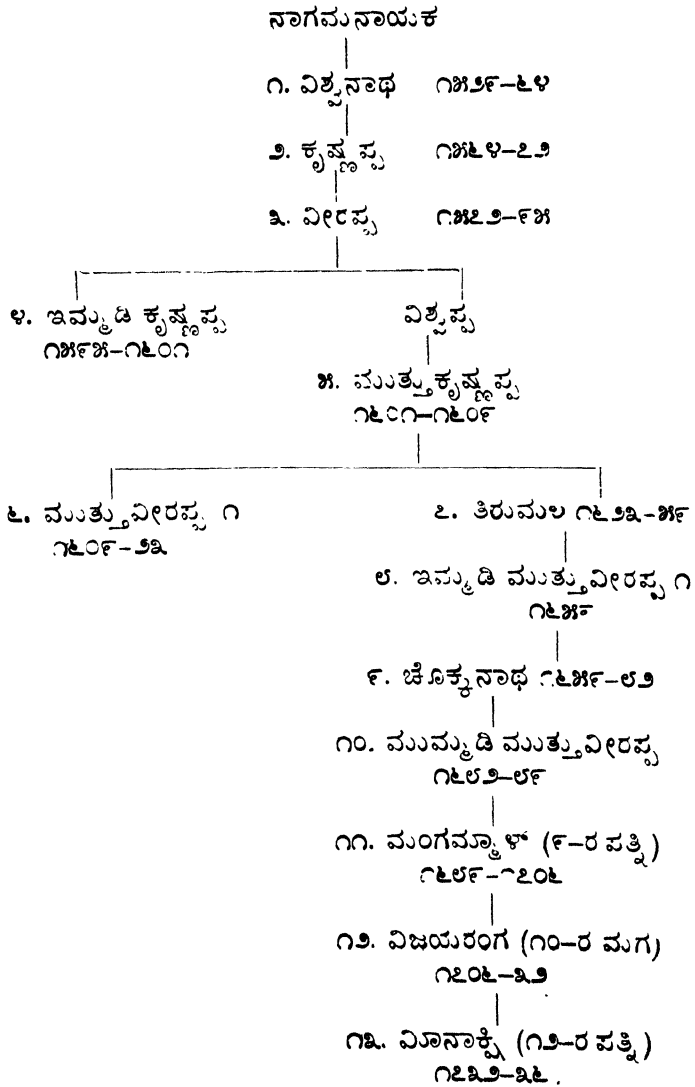 ನಾಗಮನಾಯಕ
೧. ವಿಶ್ವನಾಥ ೧೫೨೯–೬೪
೨. ಕೃಷ್ಣಪ್ಪ ೧೫೬೪–೭೨
೩. ವೀರಪ್ಪ ೧೫೭೨–೯೫
೪. ಇಮ್ಮಡಿ ಕೃಷ್ಣಪ್ಪ
೧೫೯೫–೧೬೦೧
ವಿಶ್ವಪ್ಪ
೫. ಮುತ್ತುಕೃಷ್ಣಪ್ಪ
೧೬೦೧–೧೬೦೯
೬. ಮುತ್ತುವೀರಪ್ಪ ೧
೧೬೦೯–೨೩
೭. ತಿರುಮಲ ೧೬೨೩–೫೯
೮. ಇಮ್ಮಡಿ ಮುತ್ತುವೀರಪ್ಪ ೧
೧೬೫೯
೯. ಚೊಕ್ಕನಾಥ ೧೬೫೯–೮೨
೧೦. ಮುಮ್ಮಡಿ ಮುತ್ತುವೀರಪ್ಪ
೧೬೮೨–೮೯
೧೧. ಮಂಗಮ್ಮಾಳ್ (೯–ರ ಪತ್ನಿ)
೧೬೮೯–೧೭೦೬
೧೨. ವಿಜಯರಂಗ (೧೦–ರ ಮಗ)
೧೭೦೬–೩೨
೧೩. ಮೀನಾಕ್ಷಿ (೧೨–ರ ಪತ್ನಿ)
೧೭೩೨–೩೬.